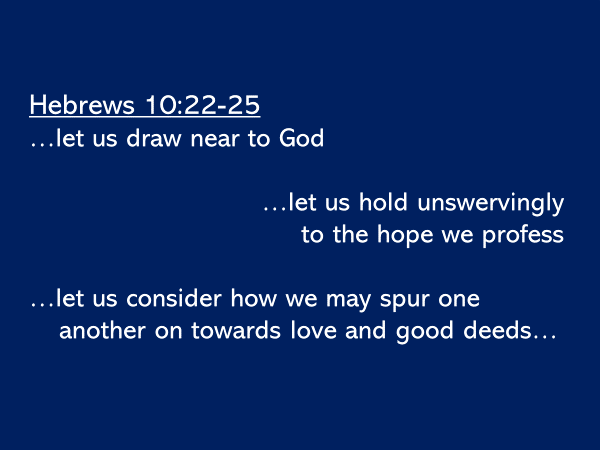 Hebrews 10:22-25
…let us draw near to God
…let us hold unswervingly
to the hope we profess
…let us consider how we may spur one
another on towards love and good deeds…